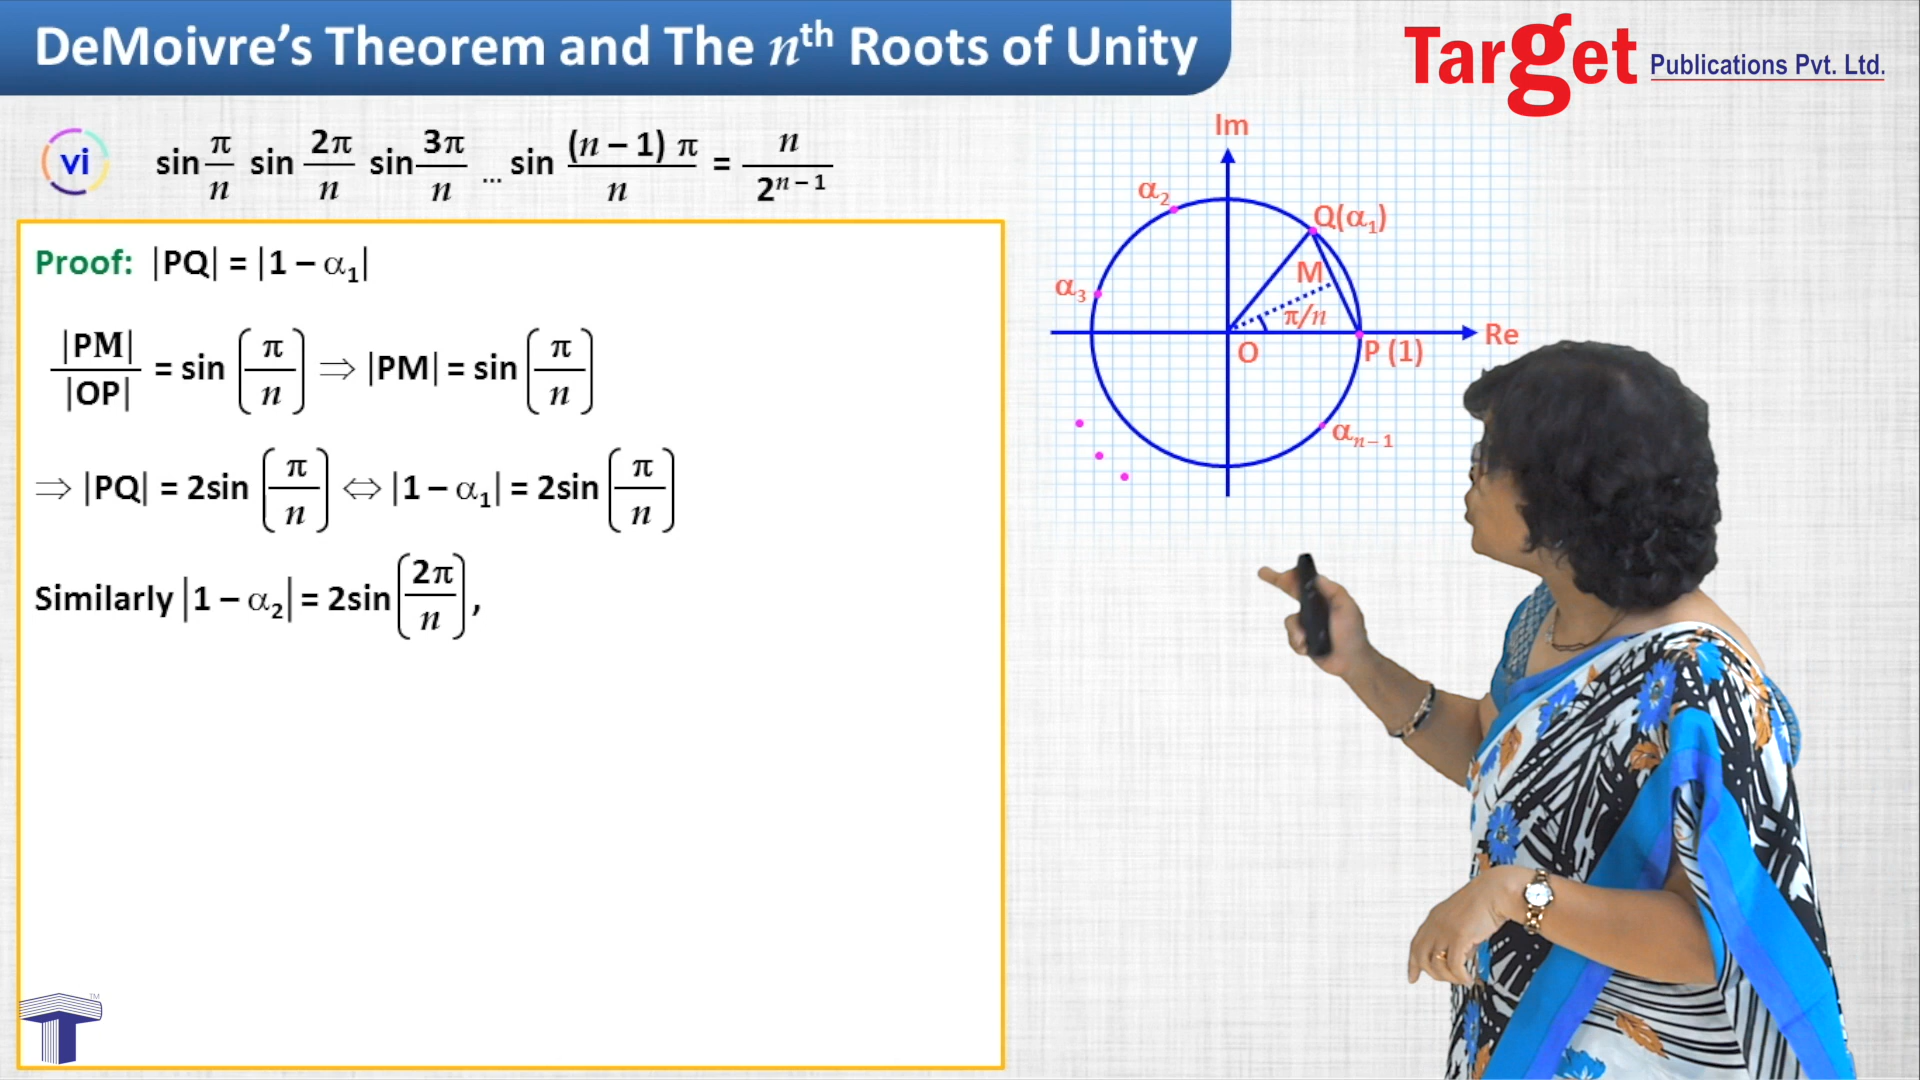 DeMoivre's Theorem and The nth Roots of Unity
Target Publications Pvt. Ltd.
vi sin π/n sin 2π/n sin 3π/n ... sin (n – 1) π/n = n/2^(n – 1)
Proof: |PQ| = |1 – α₁|
|PM|/|OP| = sin (π/n) ⇒ |PM| = sin (π/n)
⇒ |PQ| = 2sin (π/n) ⇔ |1 – α₁| = 2sin (π/n)
Similarly |1 – α₂| = 2sin (2π/n),
Im
α₂
Q(α₁)
M
α₃
π/n
Re
O
P (1)
αₙ₋₁
T
TM